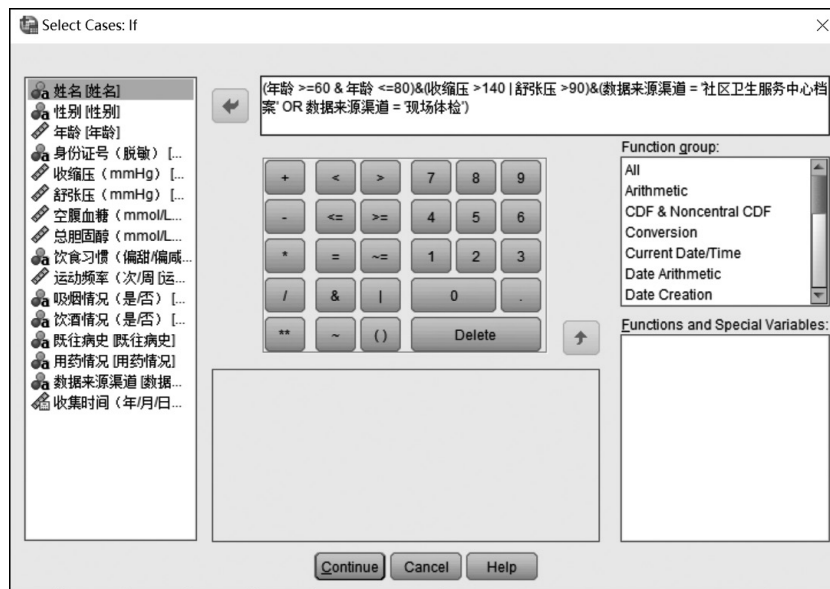 Select Cases: If
姓名 [姓名]
性别 [性别]
年龄 [年龄]
身份证号（脱敏）[...
收缩压（mmHg）[...
舒张压（mmHg）[...
空腹血糖（mmol/L...
总胆固醇（mmol/L...
饮食习惯（偏甜/偏咸...
运动频率（次/周 [运...
吸烟情况（是/否）[...
饮酒情况（是/否）[...
既往病史 [既往病史]
用药情况 [用药情况]
数据来源渠道 [数据...
收集时间（年/月/日...
(年龄 >=60 & 年龄 <=80)&(收缩压 >140 | 舒张压 >90)&(数据来源渠道 = '社区卫生服务中心档
案' OR 数据来源渠道 = '现场体检')
+ < > 7 8 9
- <= >= 4 5 6
* = ~= 1 2 3
/ & | 0 .
** ~ ( ) Delete
Function group:
All
Arithmetic
CDF & Noncentral CDF
Conversion
Current Date/Time
Date Arithmetic
Date Creation
Functions and Special Variables:
Continue Cancel Help